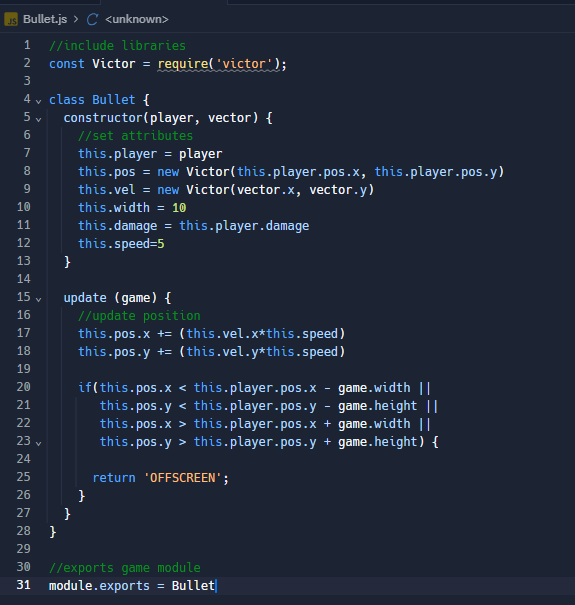 JS Bullet.js > <unknown>
1 //include libraries
2 const Victor = require('victor');
3
4 class Bullet {
5   constructor(player, vector) {
6     //set attributes
7     this.player = player
8     this.pos = new Victor(this.player.pos.x, this.player.pos.y)
9     this.vel = new Victor(vector.x, vector.y)
10     this.width = 10
11     this.damage = this.player.damage
12     this.speed=5
13   }
14
15   update (game) {
16     //update position
17     this.pos.x += (this.vel.x*this.speed)
18     this.pos.y += (this.vel.y*this.speed)
19
20     if(this.pos.x < this.player.pos.x - game.width ||
21        this.pos.y < this.player.pos.y - game.height ||
22        this.pos.x > this.player.pos.x + game.width ||
23        this.pos.y > this.player.pos.y + game.height) {
24
25       return 'OFFSCREEN';
26     }
27   }
28 }
29
30 //exports game module
31 module.exports = Bullet